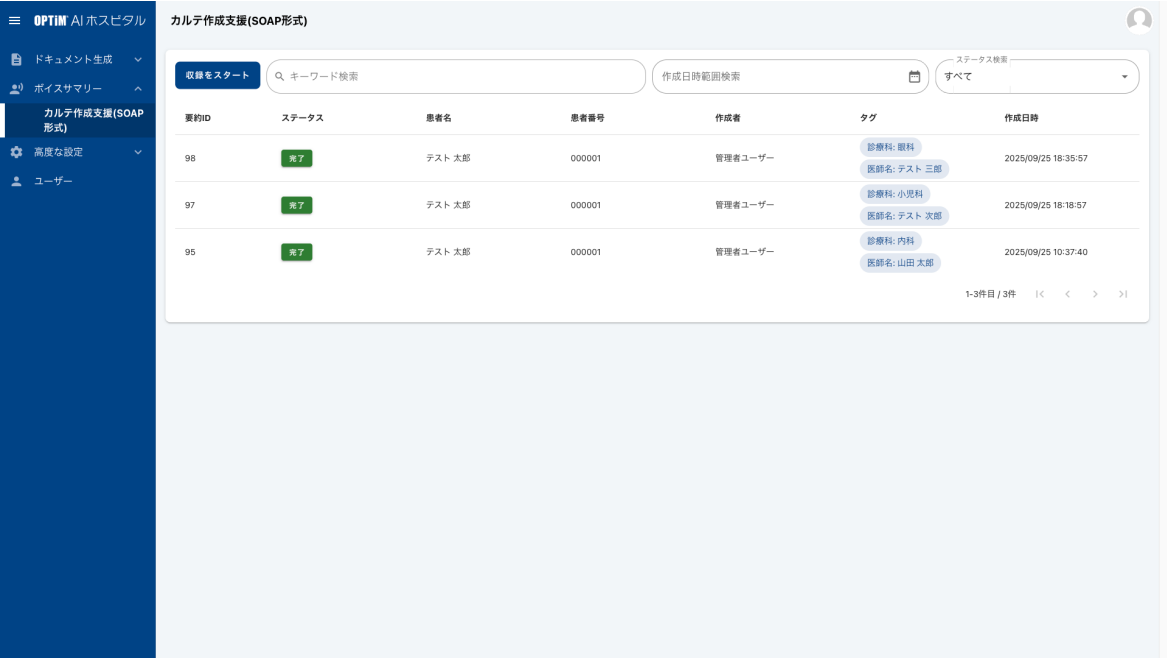 OPTiM AI ホスピタル
カルテ作成支援(SOAP形式)
ドキュメント生成
ボイスサマリー
カルテ作成支援(SOAP
形式)
高度な設定
ユーザー
収録をスタート
キーワード検索
作成日時範囲検索
ステータス検索
すべて
要約ID ステータス 患者名 患者番号 作成者 タグ 作成日時
98 完了 テスト 太郎 000001 管理者ユーザー 診療科: 眼科 医師名: テスト 三郎 2025/09/25 18:35:57
97 完了 テスト 太郎 000001 管理者ユーザー 診療科: 小児科 医師名: テスト 次郎 2025/09/25 18:18:57
95 完了 テスト 太郎 000001 管理者ユーザー 診療科: 内科 医師名: 山田 太郎 2025/09/25 10:37:40
1-3件目 / 3件